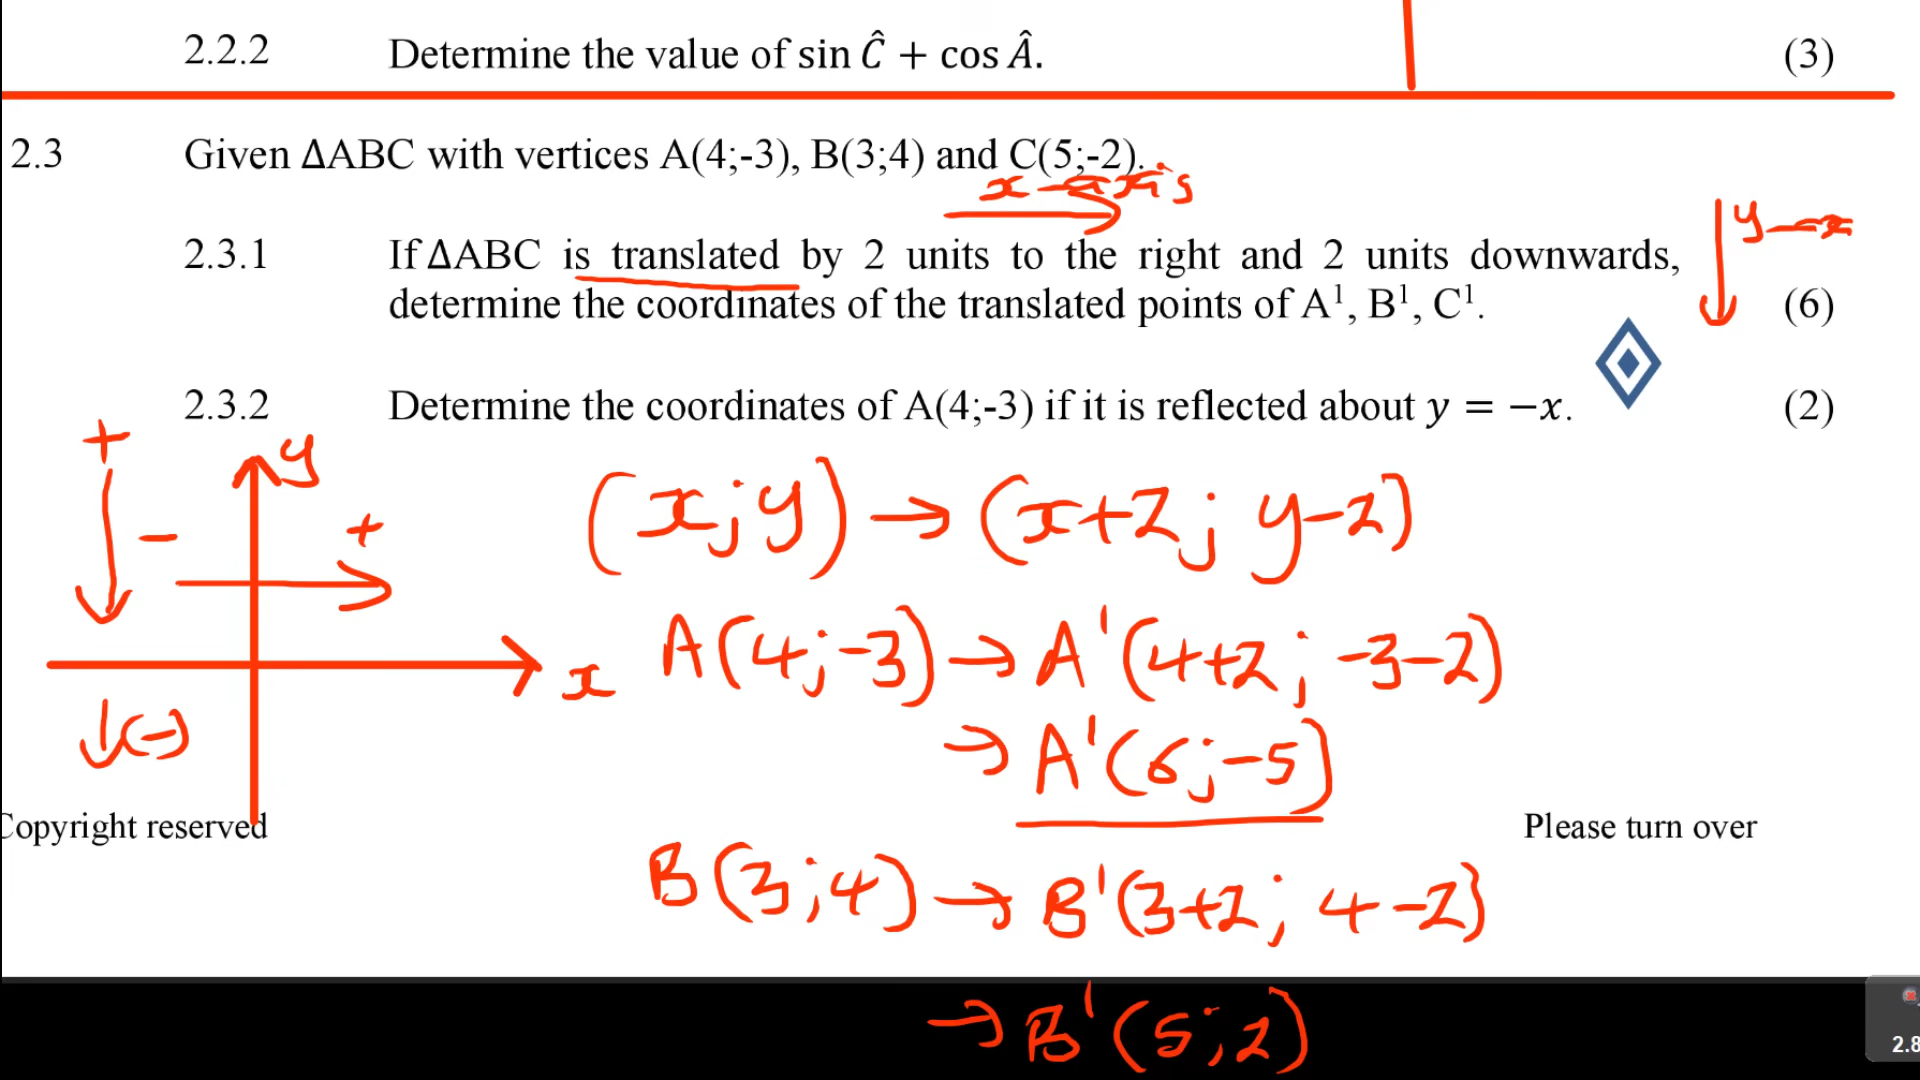 2.2.2 Determine the value of sin Ĉ + cos Â. (3)
2.3 Given ΔABC with vertices A(4;-3), B(3;4) and C(5;-2).
x-axis
y-
2.3.1 If ΔABC is translated by 2 units to the right and 2 units downwards,
determine the coordinates of the translated points of A¹, B¹, C¹. (6)
2.3.2 Determine the coordinates of A(4;-3) if it is reflected about y = −x. (2)
+ y
(x;y) → (x+2; y-2)
- +
A(4;-3) → A'(4+2; -3-2)
x
↓(-)
→ A'(6;-5)
Copyright reserved Please turn over
B(3;4) → B'(3+2; 4-2)
→ B'(5;2)
2.8